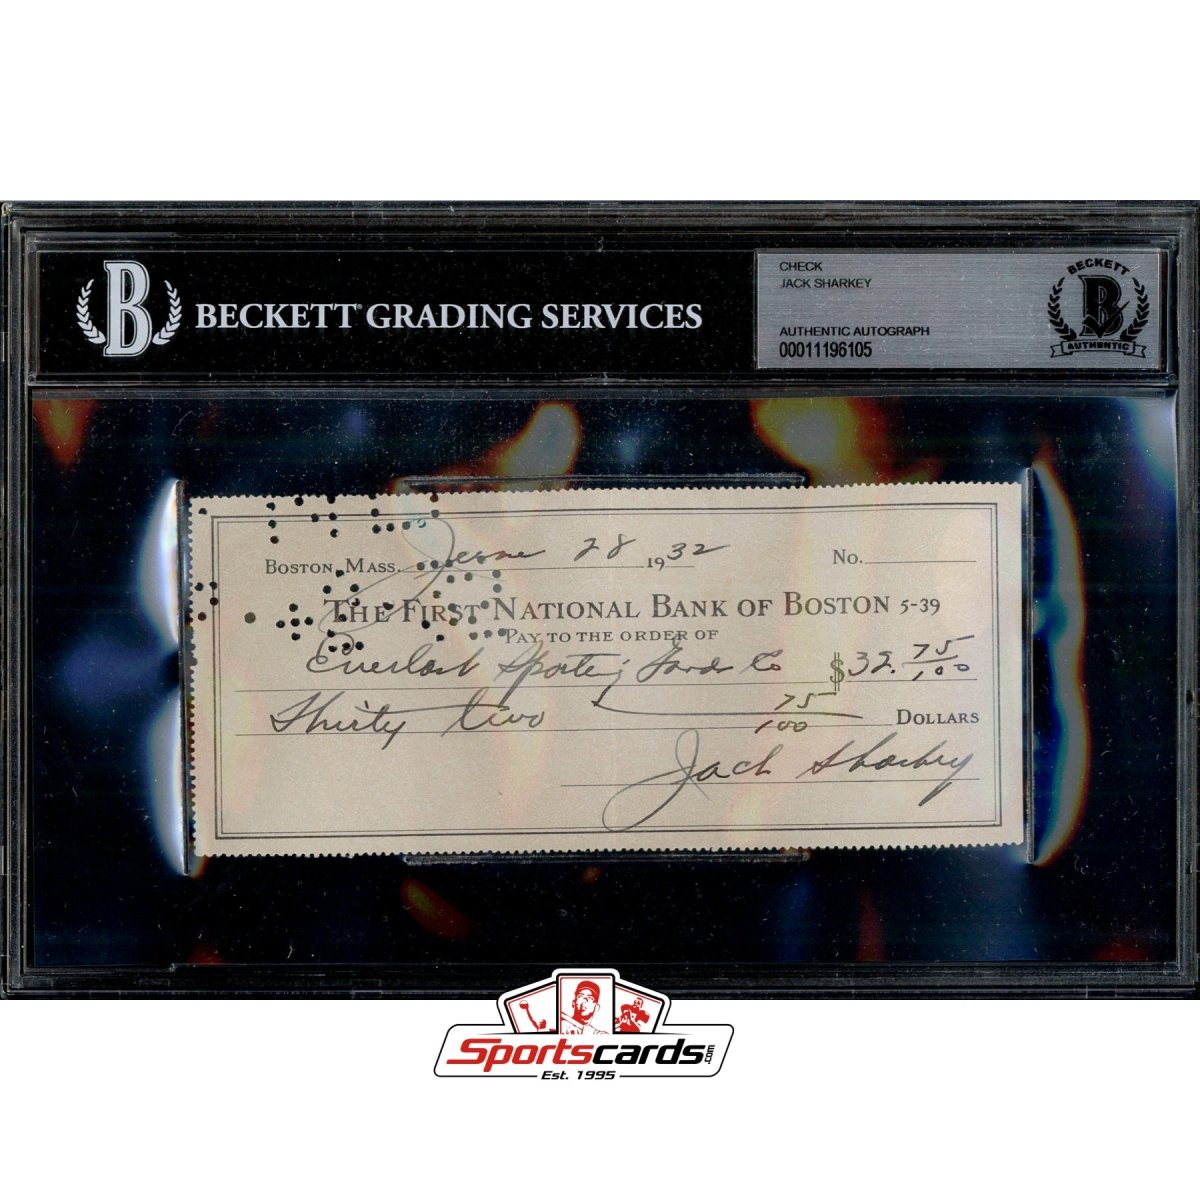 B BECKETT GRADING SERVICES
CHECK
JACK SHARKEY
AUTHENTIC AUTOGRAPH
00011196105
BECKETT
B
AUTHENTIC
BOSTON, MASS. June 28 1932 No.
THE FIRST NATIONAL BANK OF BOSTON 5-39
PAY TO THE ORDER OF
Everlast Sporting Goods Co $32. 75/100
Thirty two 75/100 DOLLARS
Jack Sharkey
Sportscards.com
Est. 1995